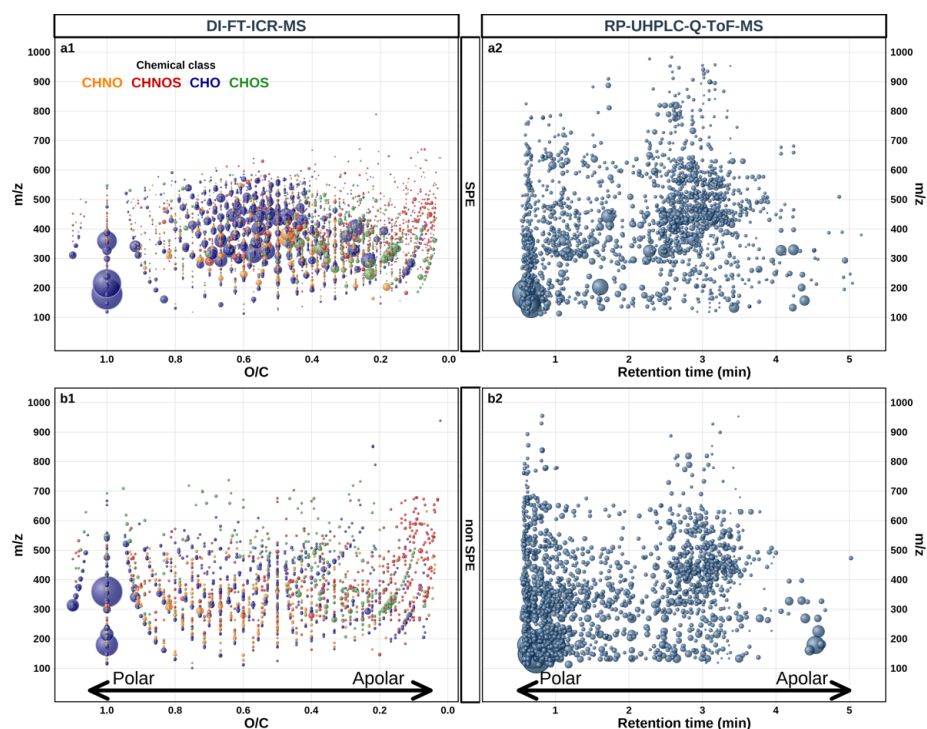 DI-FT-ICR-MS
RP-UHPLC-Q-ToF-MS
a1
Chemical class
CHNO CHNOS CHO CHOS
1000
900
800
700
600
500
400
300
200
100
m/z
1.0 0.8 0.6 0.4 0.2 0.0
O/C
SPE
a2
1 2 3 4 5
Retention time (min)
1000
900
800
700
600
500
400
300
200
100
m/z
b1
1000
900
800
700
600
500
400
300
200
100
m/z
Polar Apolar
1.0 0.8 0.6 0.4 0.2 0.0
O/C
non SPE
b2
Polar Apolar
1 2 3 4 5
Retention time (min)
1000
900
800
700
600
500
400
300
200
100
m/z